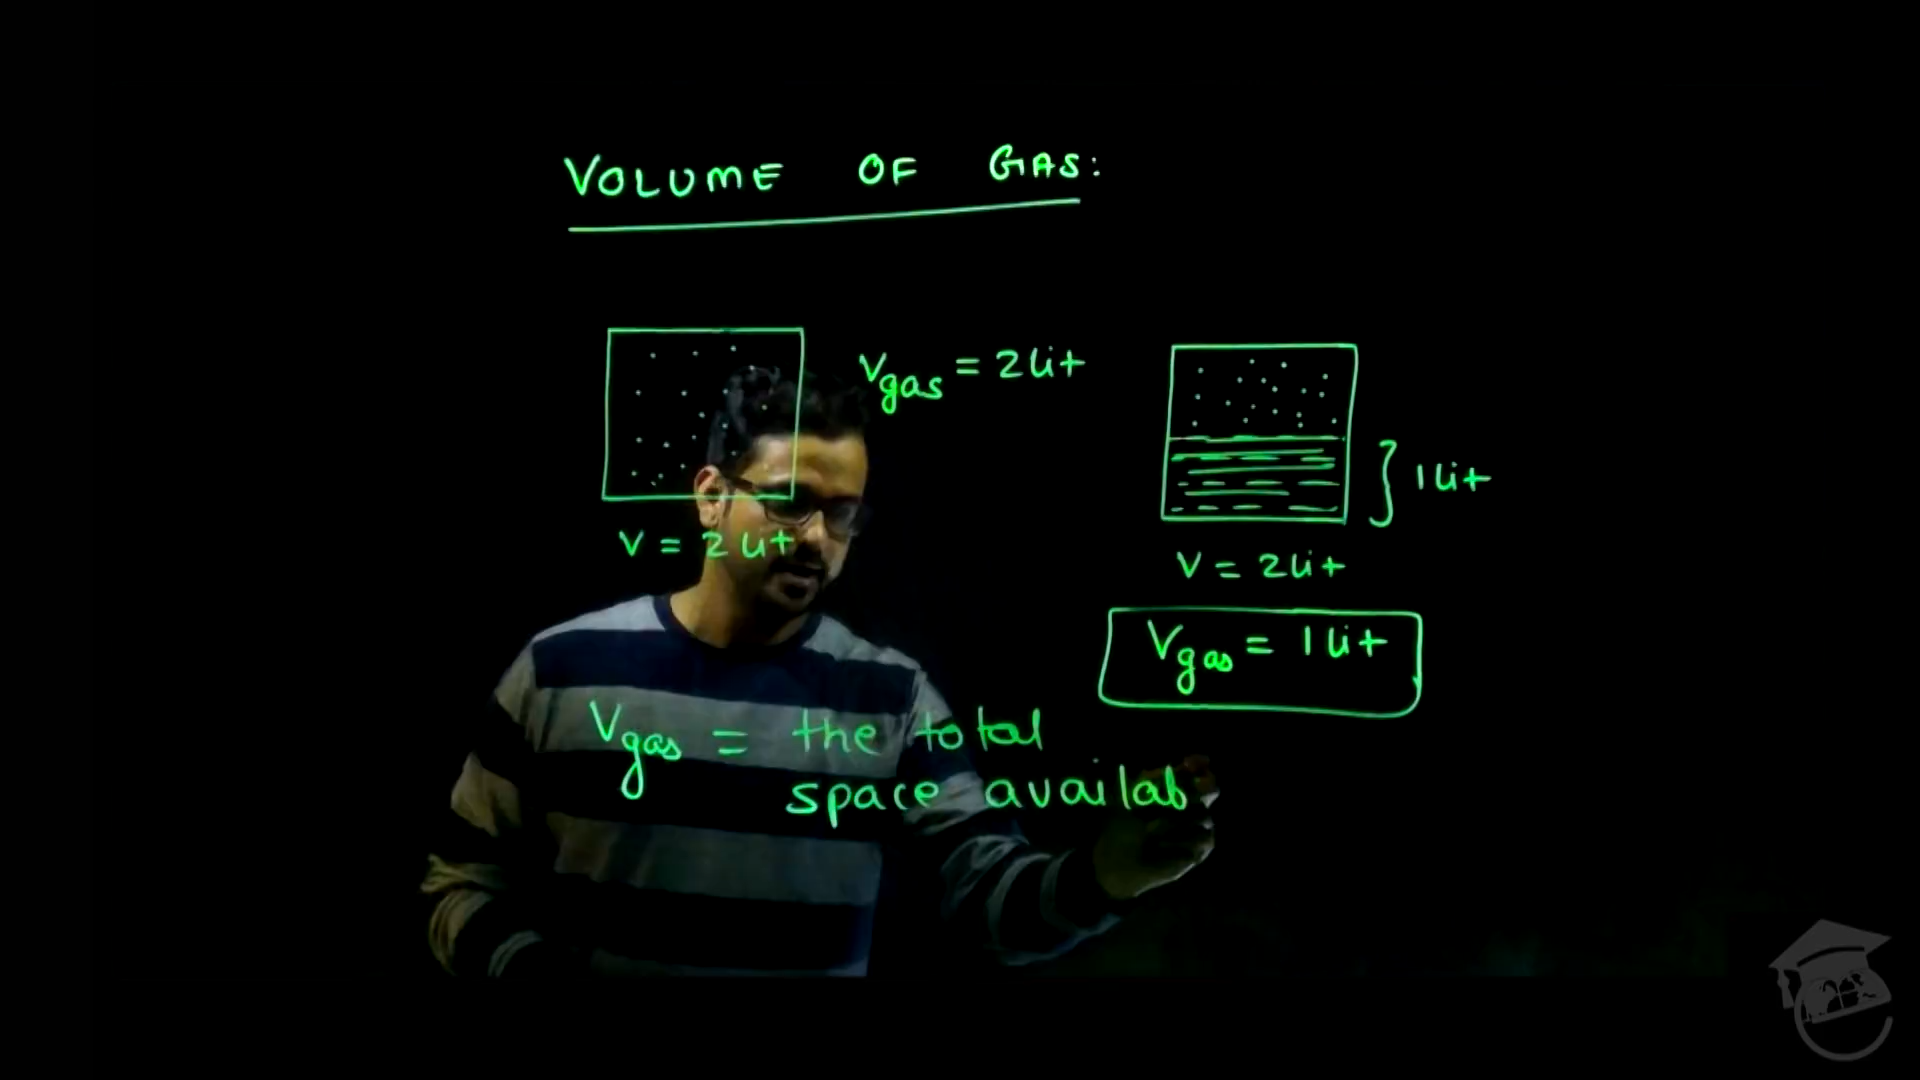 VOLUME OF GAS:
Vgas = 2lit
V = 2lit
1lit
V = 2lit
Vgas = 1lit
Vgas = the total
space availab